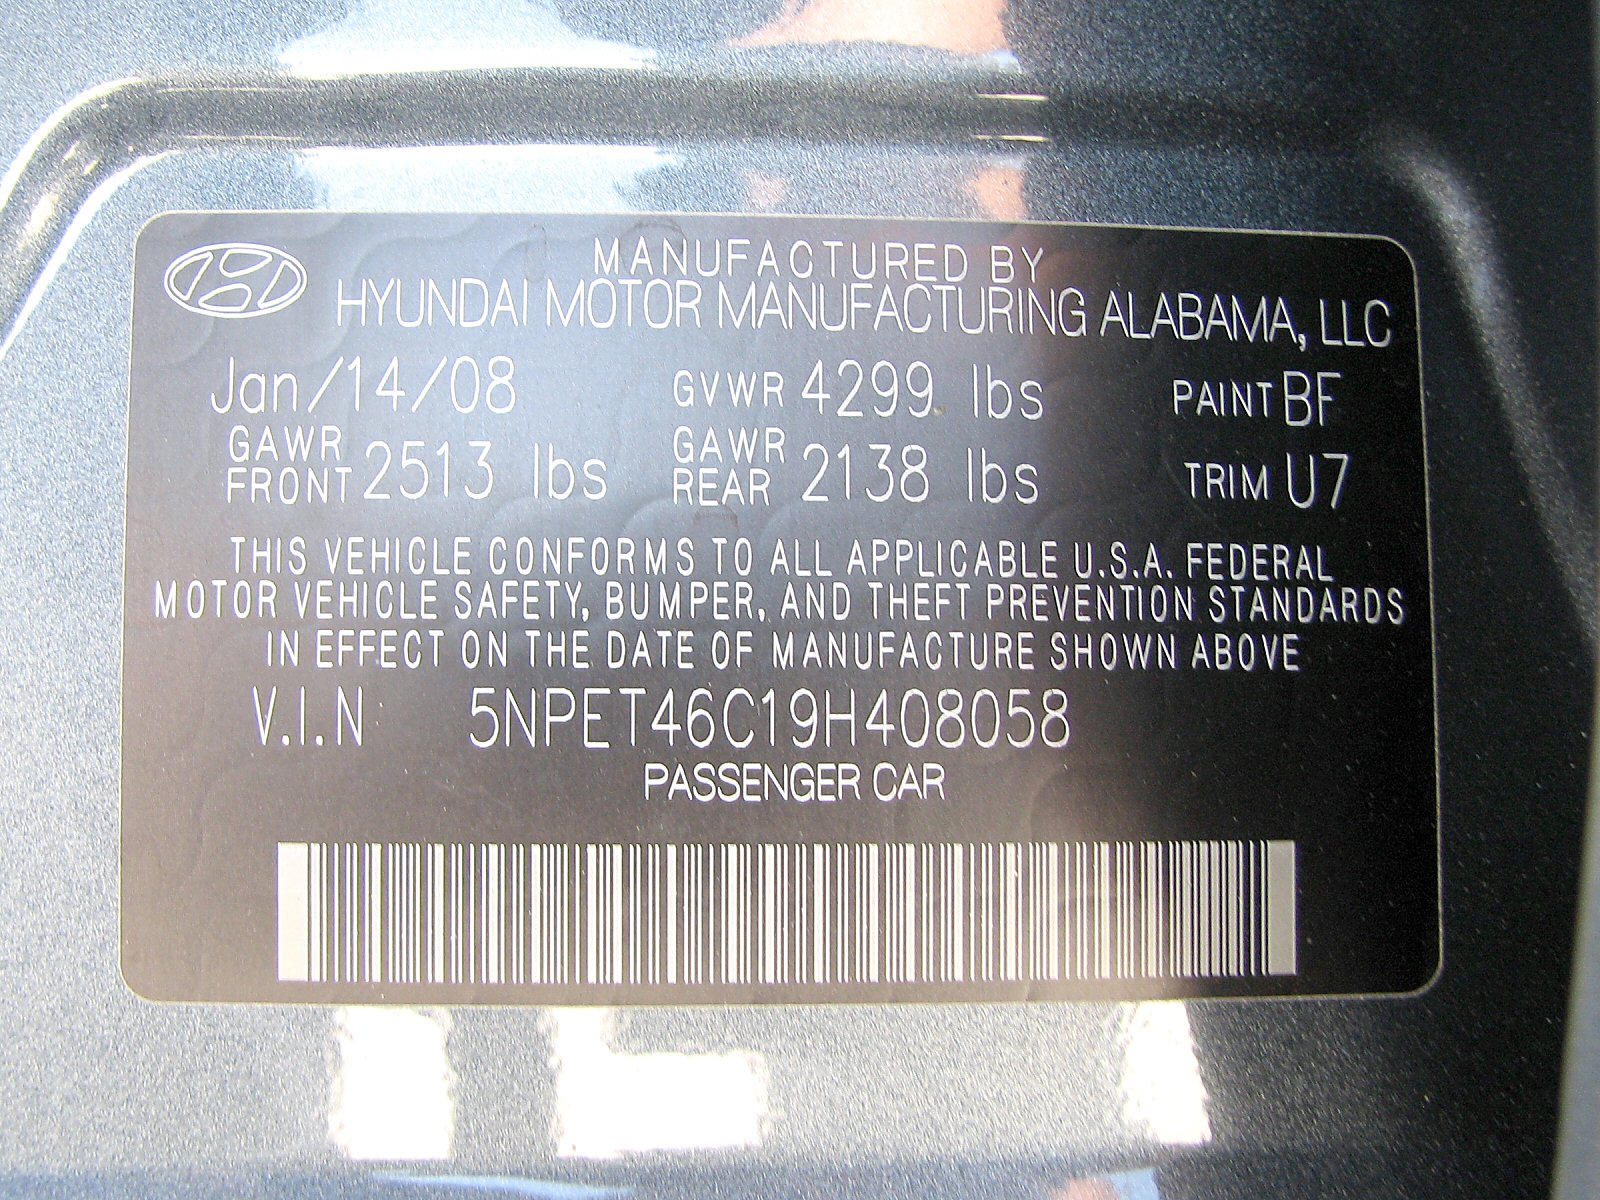 MANUFACTURED BY
HYUNDAI MOTOR MANUFACTURING ALABAMA, LLC
Jan/14/08 GVWR 4299 lbs PAINT BF
GAWR FRONT 2513 lbs GAWR REAR 2138 lbs TRIM U7
THIS VEHICLE CONFORMS TO ALL APPLICABLE U.S.A. FEDERAL
MOTOR VEHICLE SAFETY, BUMPER, AND THEFT PREVENTION STANDARDS
IN EFFECT ON THE DATE OF MANUFACTURE SHOWN ABOVE
V.I.N 5NPET46C19H408058
PASSENGER CAR